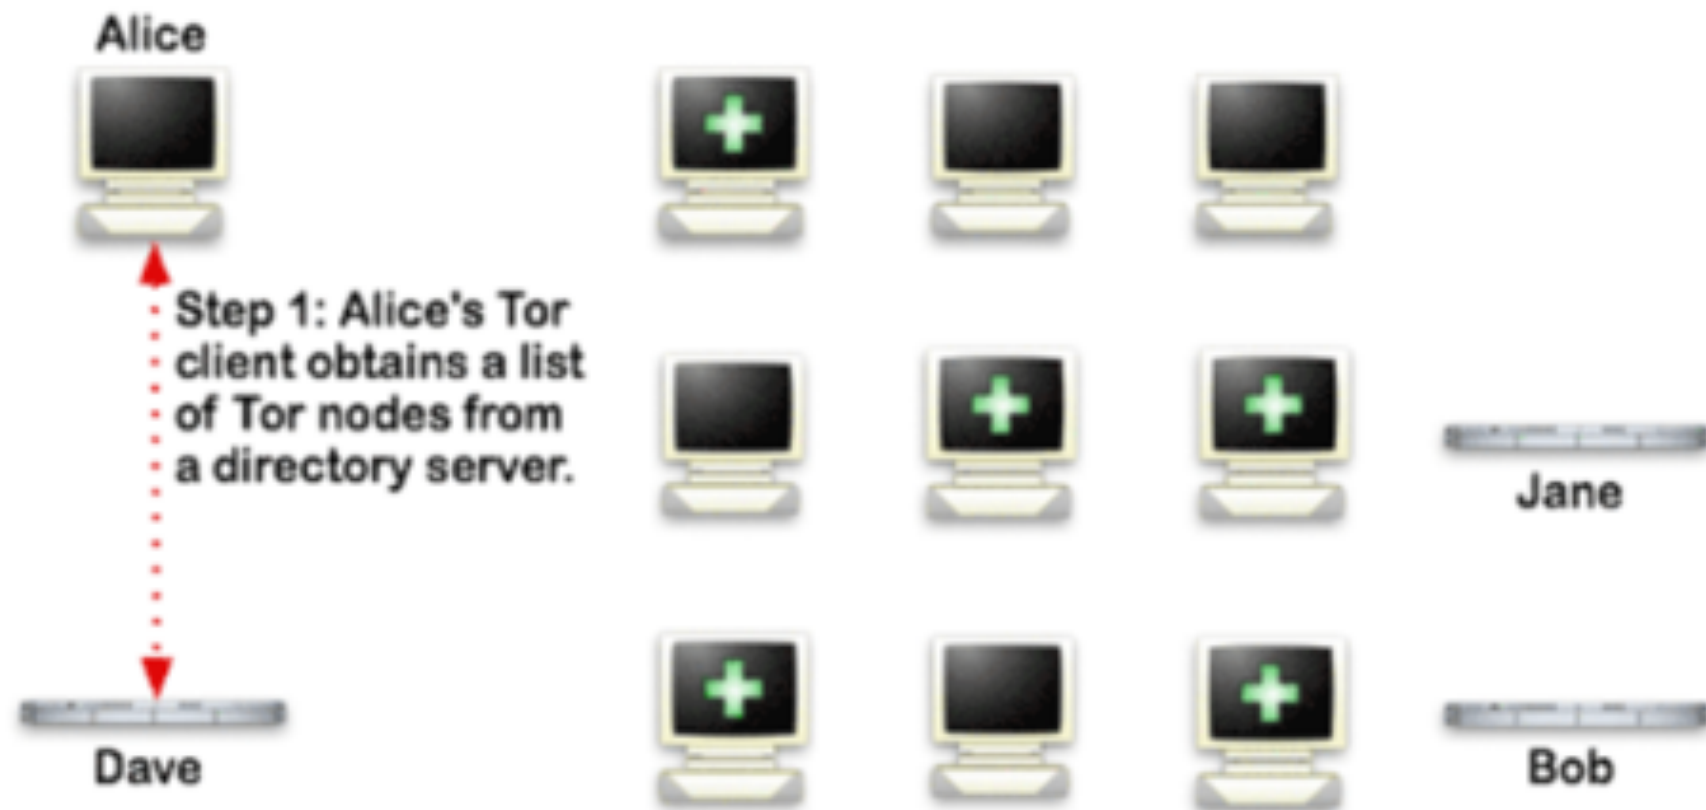 Alice
Step 1: Alice's Tor
client obtains a list
of Tor nodes from
a directory server.
Jane
Dave
Bob